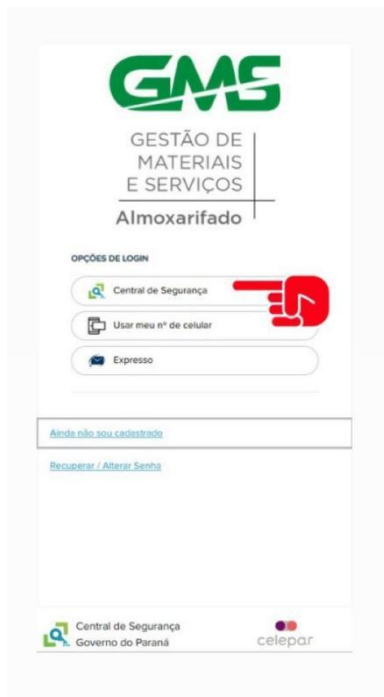 GMS
GESTÃO DE
MATERIAIS
E SERVIÇOS
Almoxarifado
OPÇÕES DE LOGIN
Central de Segurança
Usar meu nº de celular
Expresso
Ainda não sou cadastrado
Recuperar / Alterar Senha
Central de Segurança
Governo do Paraná
celepar